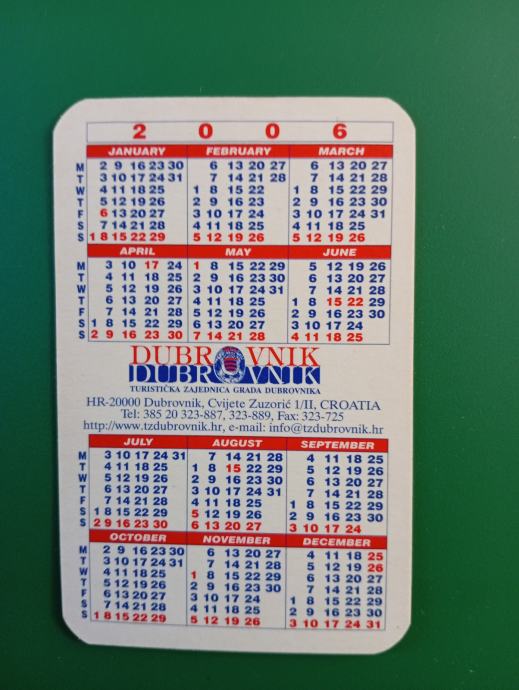 2 0 0 6
JANUARY FEBRUARY MARCH
M 2 9 16 23 30 6 13 20 27 6 13 20 27
T 3 10 17 24 31 7 14 21 28 7 14 21 28
W 4 11 18 25 1 8 15 22 1 8 15 22 29
T 5 12 19 26 2 9 16 23 2 9 16 23 30
F 6 13 20 27 3 10 17 24 3 10 17 24 31
S 7 14 21 28 4 11 18 25 4 11 18 25
S 1 8 15 22 29 5 12 19 26 5 12 19 26
APRIL MAY JUNE
M 3 10 17 24 1 8 15 22 29 5 12 19 26
T 4 11 18 25 2 9 16 23 30 6 13 20 27
W 5 12 19 26 3 10 17 24 31 7 14 21 28
T 6 13 20 27 4 11 18 25 1 8 15 22 29
F 7 14 21 28 5 12 19 26 2 9 16 23 30
S 1 8 15 22 29 6 13 20 27 3 10 17 24
S 2 9 16 23 30 7 14 21 28 4 11 18 25
DUBROVNIK
DUBROVNIK
TURISTIČKA ZAJEDNICA GRADA DUBROVNIKA
HR-20000 Dubrovnik, Cvijete Zuzorić 1/II, CROATIA
Tel: 385 20 323-887, 323-889, Fax: 323-725
http://www.tzdubrovnik.hr, e-mail: info@tzdubrovnik.hr
JULY AUGUST SEPTEMBER
M 3 10 17 24 31 7 14 21 28 4 11 18 25
T 4 11 18 25 1 8 15 22 29 5 12 19 26
W 5 12 19 26 2 9 16 23 30 6 13 20 27
T 6 13 20 27 3 10 17 24 31 7 14 21 28
F 7 14 21 28 4 11 18 25 1 8 15 22 29
S 1 8 15 22 29 5 12 19 26 2 9 16 23 30
S 2 9 16 23 30 6 13 20 27 3 10 17 24
OCTOBER NOVEMBER DECEMBER
M 2 9 16 23 30 6 13 20 27 4 11 18 25
T 3 10 17 24 31 7 14 21 28 5 12 19 26
W 4 11 18 25 1 8 15 22 29 6 13 20 27
T 5 12 19 26 2 9 16 23 30 7 14 21 28
F 6 13 20 27 3 10 17 24 1 8 15 22 29
S 7 14 21 28 4 11 18 25 2 9 16 23 30
S 1 8 15 22 29 5 12 19 26 3 10 17 24 31